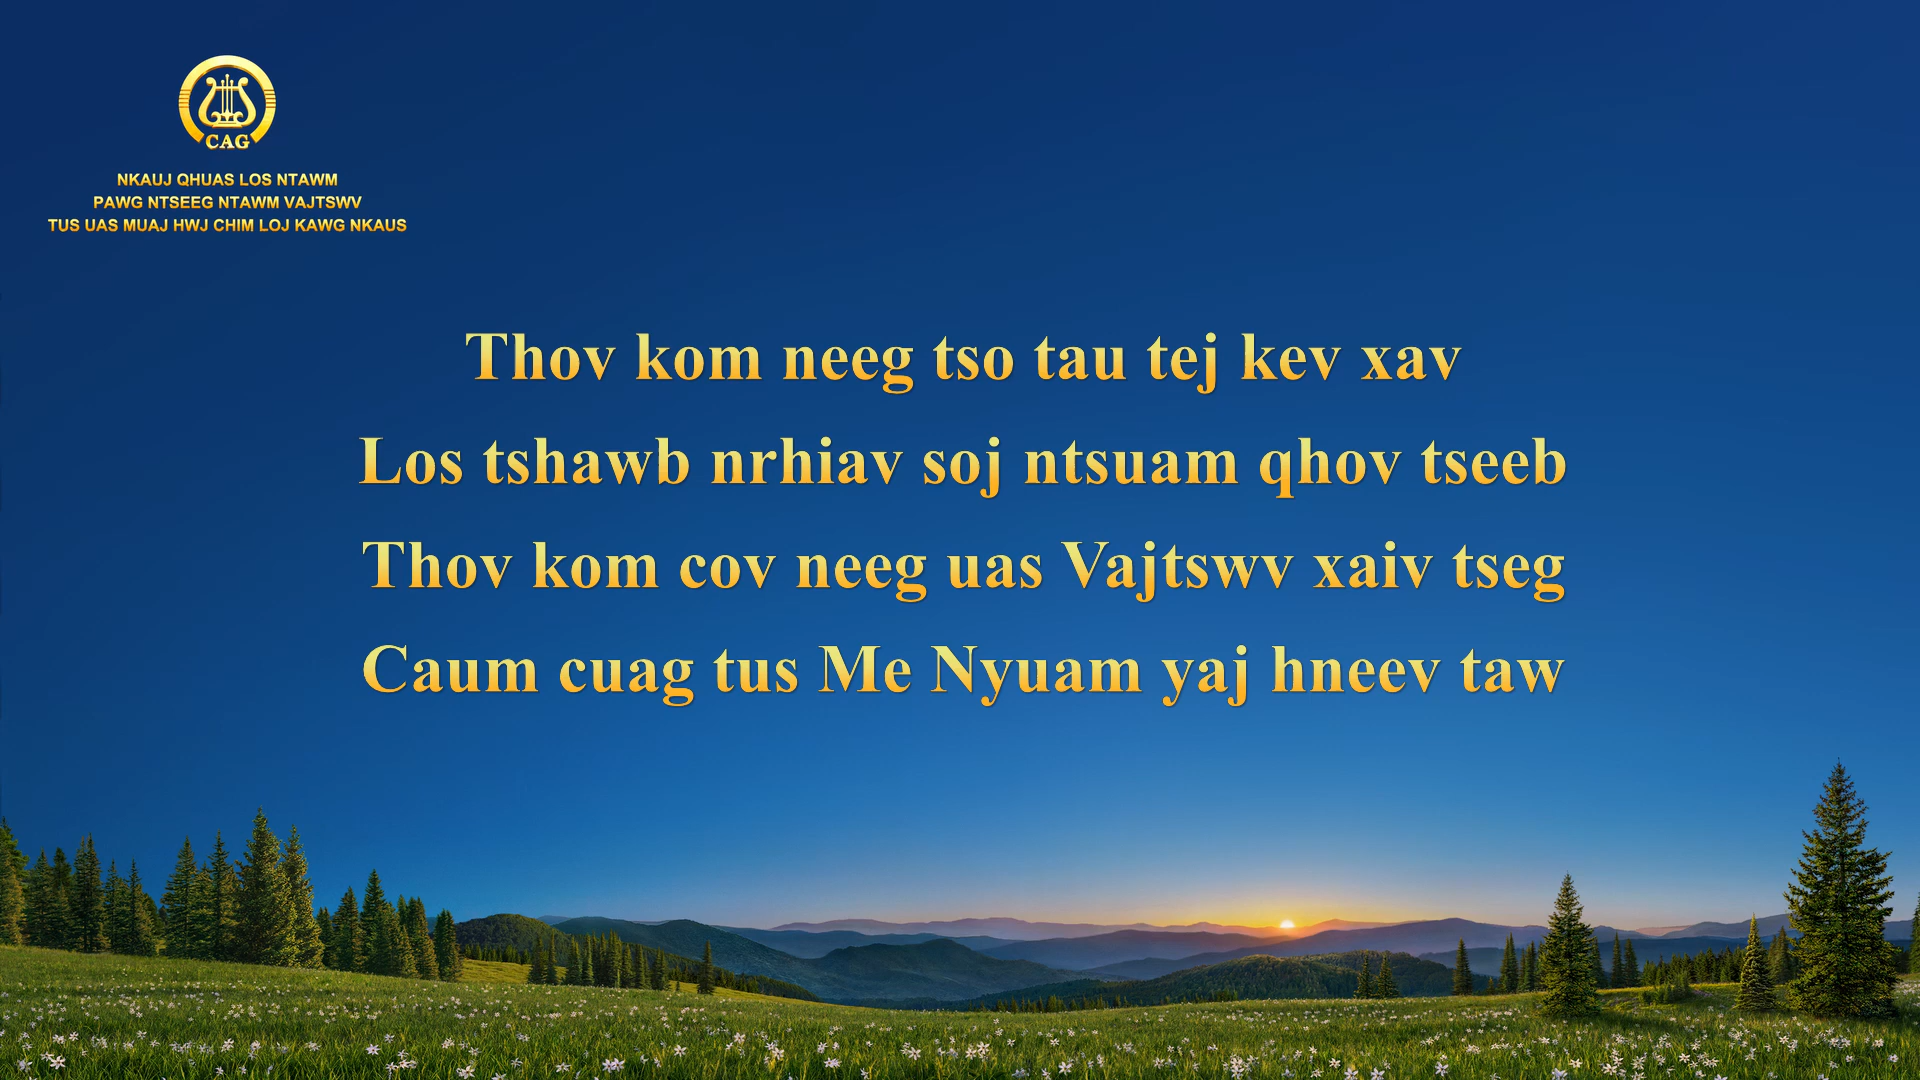 CAG
NKAUJ QHUAS LOS NTAWM
PAWG NTSEEG NTAWM VAJTSWV
TUS UAS MUAJ HWJ CHIM LOJ KAWG NKAUS
Thov kom neeg tso tau tej kev xav
Los tshawb nrhiav soj ntsuam qhov tseeb
Thov kom cov neeg uas Vajtswv xaiv tseg
Caum cuag tus Me Nyuam yaj hneev taw